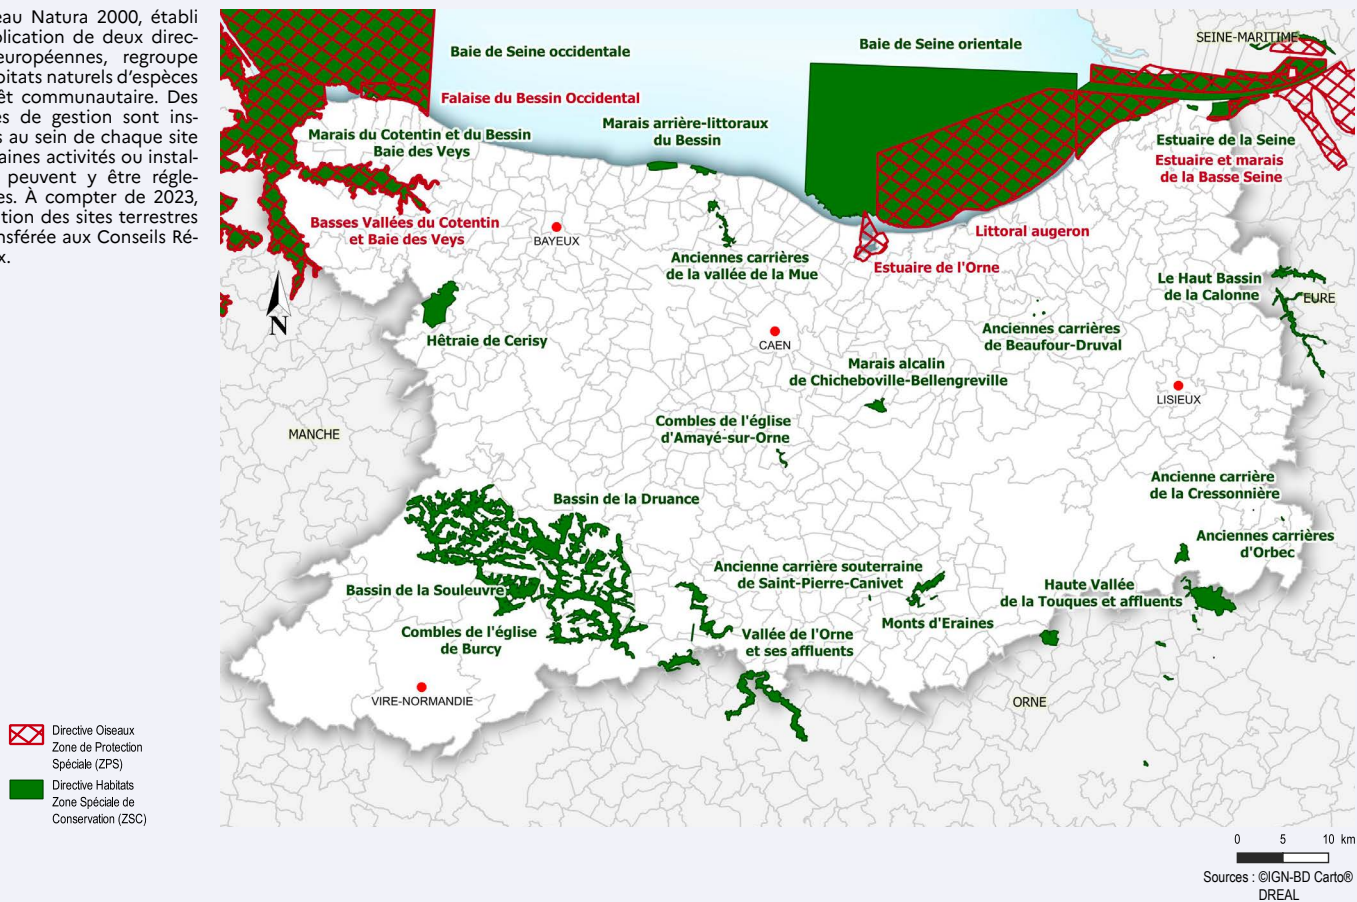 eau Natura 2000, établi
plication de deux direc-
européennes, regroupe
bitats naturels d'espèces
êt communautaire. Des
es de gestion sont ins-
s au sein de chaque site
aines activités ou instal-
peuvent y être régle-
es. À compter de 2023,
tion des sites terrestres
nsférée aux Conseils Ré-
x.
SEINE-MARITIME
Baie de Seine occidentale
Baie de Seine orientale
Falaise du Bessin Occidental
Marais du Cotentin et du Bessin
Baie des Veys
Marais arrière-littoraux
du Bessin
Estuaire de la Seine
Estuaire et marais
de la Basse Seine
Basses Vallées du Cotentin
et Baie des Veys
BAYEUX
Littoral augeron
Anciennes carrières
de la vallée de la Mue
Estuaire de l'Orne
Le Haut Bassin
de la Calonne
EURE
N
Hêtraie de Cerisy
CAEN
Anciennes carrières
de Beaufour-Druval
Marais alcalin
de Chicheboville-Bellengreville
LISIEUX
Combles de l'église
d'Amayé-sur-Orne
MANCHE
Ancienne carrière
de la Cressonnière
Bassin de la Druance
Anciennes carrières
d'Orbec
Ancienne carrière souterraine
de Saint-Pierre-Canivet
Haute Vallée
de la Touques et affluents
Bassin de la Souleuvre
Monts d'Eraines
Combles de l'église
de Burcy
Vallée de l'Orne
et ses affluents
VIRE-NORMANDIE
ORNE
Directive Oiseaux
Zone de Protection
Spéciale (ZPS)
Directive Habitats
Zone Spéciale de
Conservation (ZSC)
0 5 10 km
Sources : ©IGN-BD Carto®
DREAL